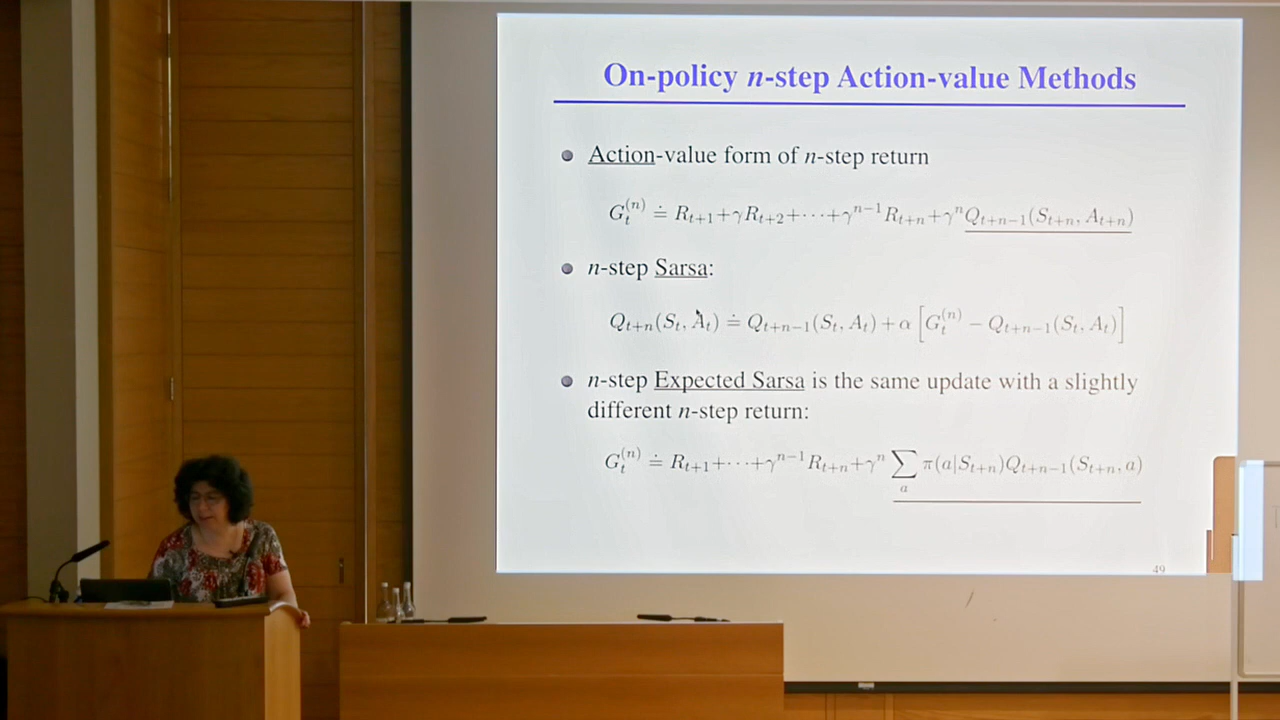 On-policy n-step Action-value Methods
Action-value form of n-step return
G_t^{(n)} ≐ R_{t+1}+γR_{t+2}+⋯+γ^{n−1}R_{t+n}+γ^n Q_{t+n−1}(S_{t+n}, A_{t+n})
n-step Sarsa:
Q_{t+n}(S_t, A_t) ≐ Q_{t+n−1}(S_t, A_t) + α [G_t^{(n)} − Q_{t+n−1}(S_t, A_t)]
n-step Expected Sarsa is the same update with a slightly
different n-step return:
G_t^{(n)} ≐ R_{t+1}+⋯+γ^{n−1}R_{t+n}+γ^n ∑_a π(a|S_{t+n})Q_{t+n−1}(S_{t+n}, a)
49